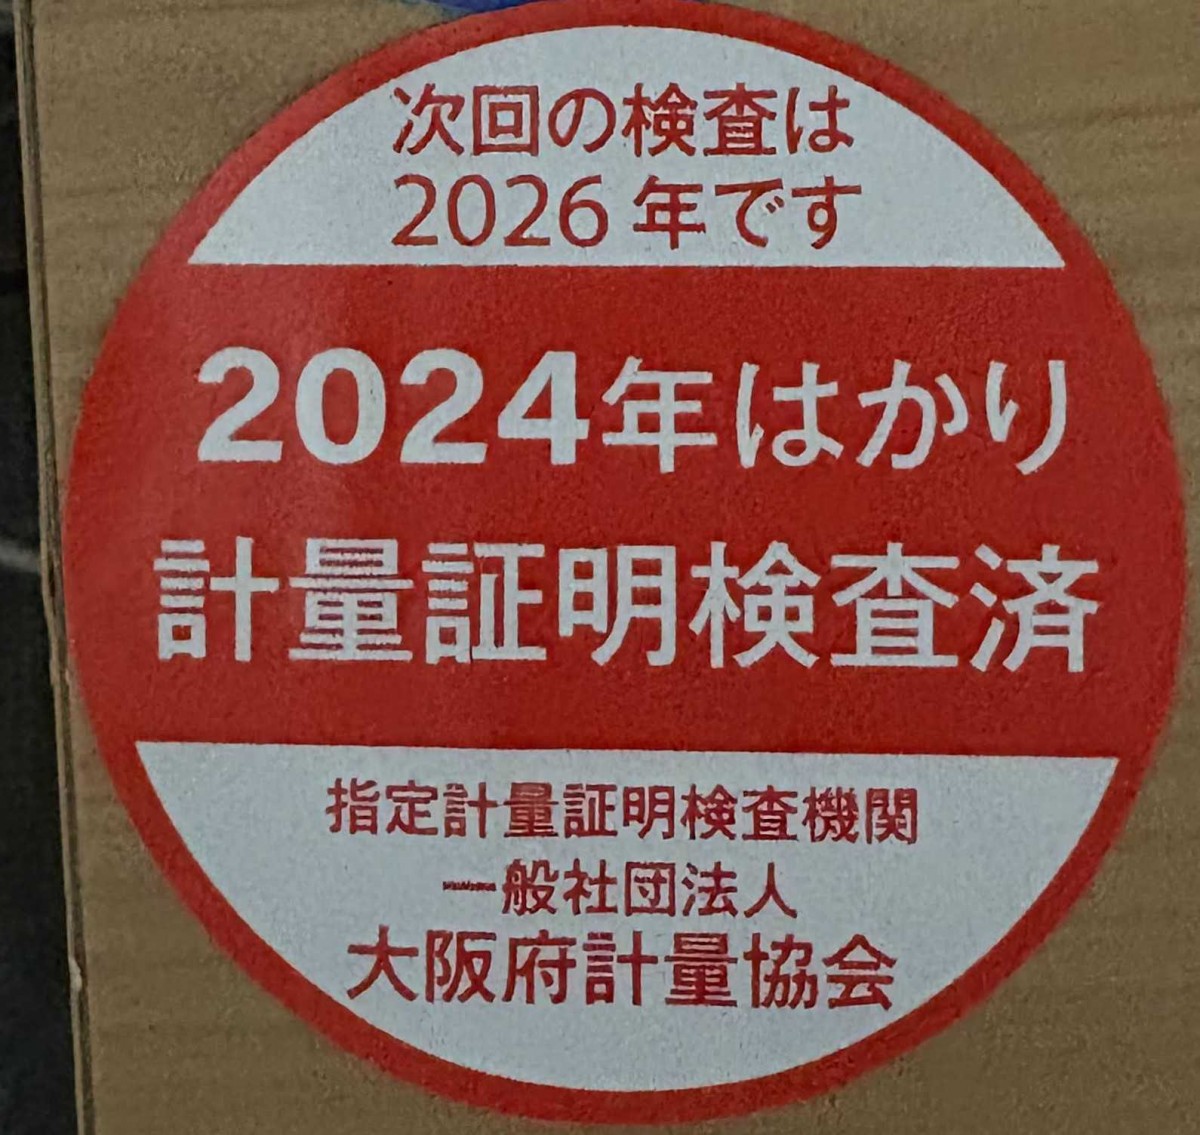 次回の検査は
2026年です
2024年はかり
計量証明検査済
指定計量証明検査機関
一般社団法人
大阪府計量協会